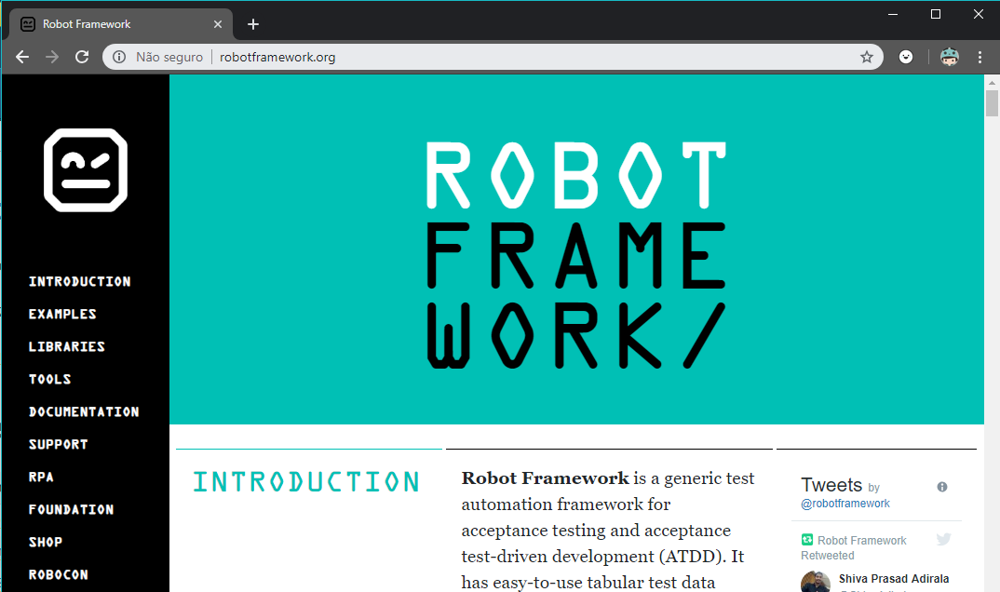 Robot Framework
Não seguro
robotframework.org
ROBOT
FRAME
WORK/
INTRODUCTION
EXAMPLES
LIBRARIES
TOOLS
DOCUMENTATION
SUPPORT
RPA
FOUNDATION
SHOP
ROBOCON
INTRODUCTION
Robot Framework is a generic test
automation framework for
acceptance testing and acceptance
test-driven development (ATDD). It
has easy-to-use tabular test data
Tweets by
@robotframework
Robot Framework
Retweeted
Shiva Prasad Adirala